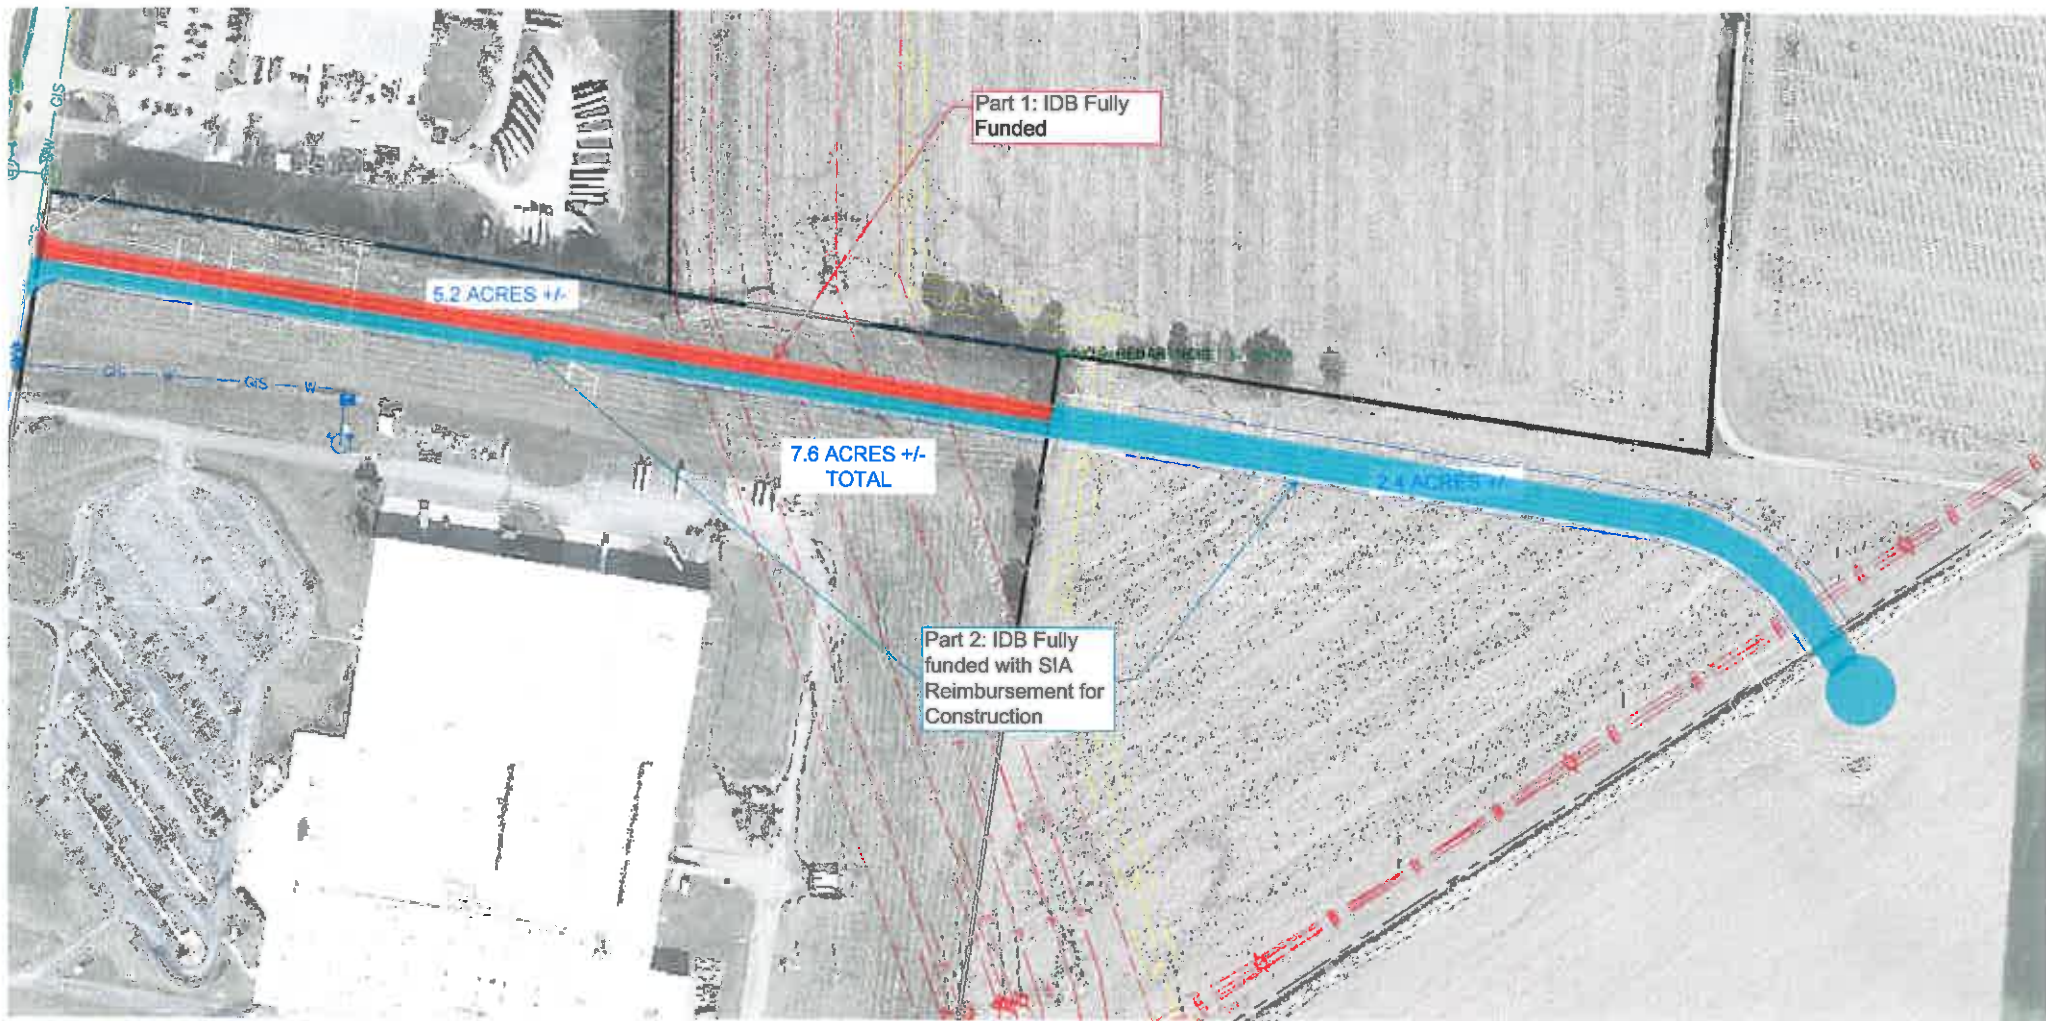 GIS
W
Part 1: IDB Fully
Funded
5.2 ACRES +/-
GIS
W
GIS
W
7.6 ACRES +/-
TOTAL
2.4 ACRES +/-
Part 2: IDB Fully
funded with SIA
Reimbursement for
Construction